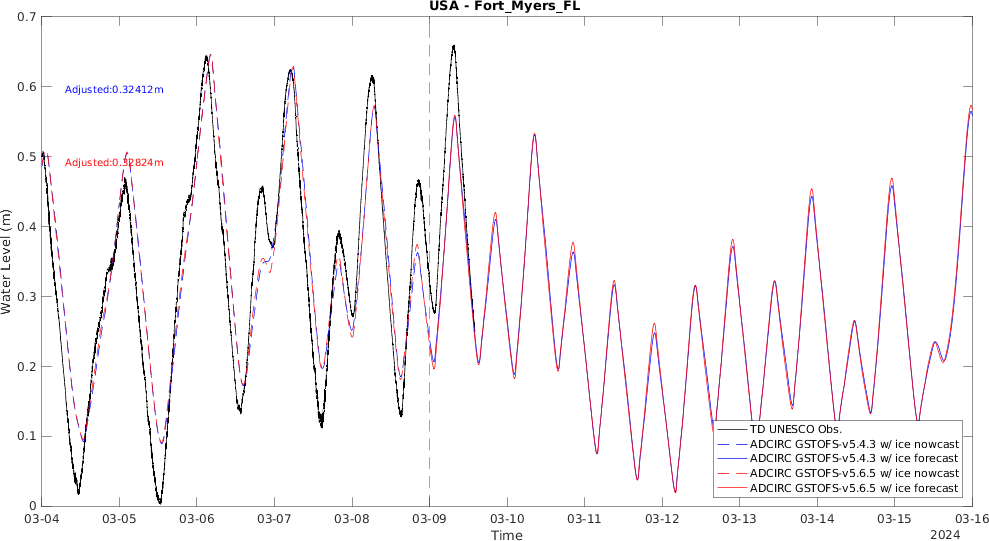 USA - Fort_Myers_FL
0.7
0.6
0.5
0.4
0.3
0.2
0.1
0
Water Level (m)
Adjusted:0.32412m
Adjusted:0.32824m
TD UNESCO Obs.
ADCIRC GSTOFS-v5.4.3 w/ ice nowcast
ADCIRC GSTOFS-v5.4.3 w/ ice forecast
ADCIRC GSTOFS-v5.6.5 w/ ice nowcast
ADCIRC GSTOFS-v5.6.5 w/ ice forecast
03-04 03-05 03-06 03-07 03-08 03-09 03-10 03-11 03-12 03-13 03-14 03-15 03-16
Time
2024